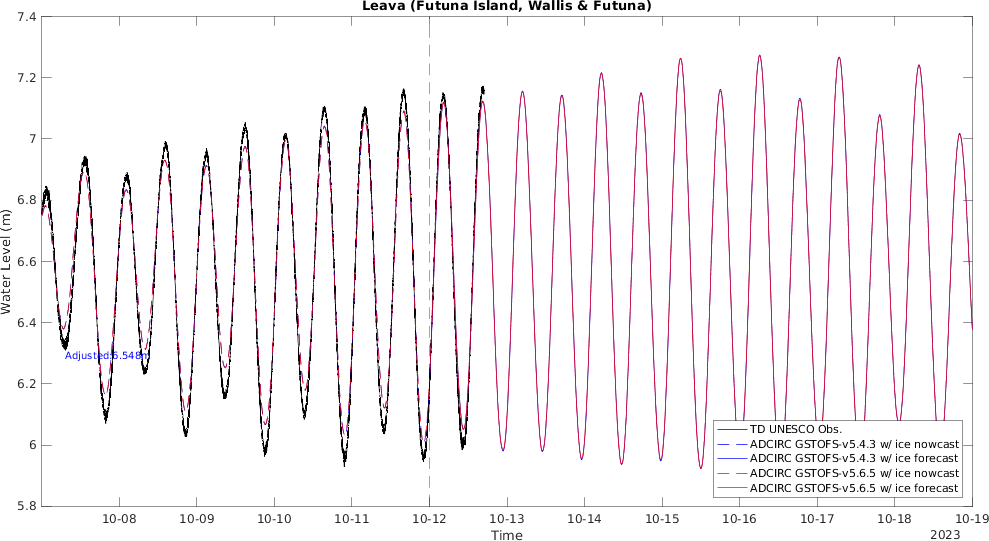 Leava (Futuna Island, Wallis & Futuna)
7.4
7.2
7
6.8
6.6
6.4
6.2
6
5.8
Water Level (m)
Adjusted:6.548m
TD UNESCO Obs.
ADCIRC GSTOFS-v5.4.3 w/ ice nowcast
ADCIRC GSTOFS-v5.4.3 w/ ice forecast
ADCIRC GSTOFS-v5.6.5 w/ ice nowcast
ADCIRC GSTOFS-v5.6.5 w/ ice forecast
10-08 10-09 10-10 10-11 10-12 10-13 10-14 10-15 10-16 10-17 10-18 10-19
Time
2023